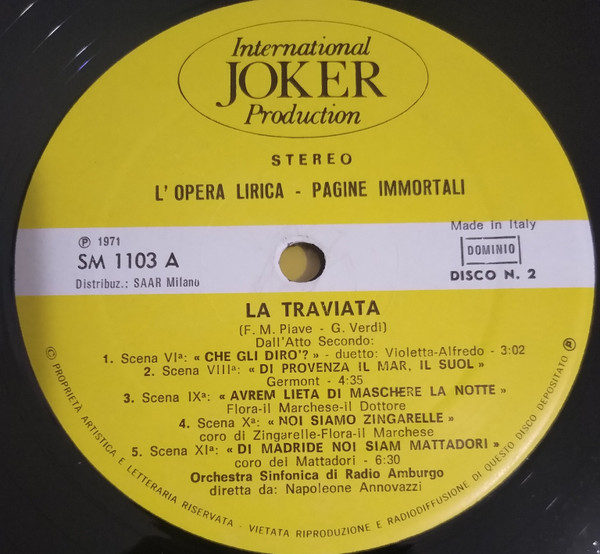 International
JOKER
Production
STEREO
L'OPERA LIRICA - PAGINE IMMORTALI
℗ 1971
SM 1103 A
Distribuz.: SAAR Milano
Made in Italy
DOMINIO
DISCO N. 2
LA TRAVIATA
(F. M. Piave - G. Verdi)
Dall'Atto Secondo:
1. Scena VIª: « CHE GLI DIRO'? » - duetto: Violetta-Alfredo - 3:02
2. Scena VIIIª: « DI PROVENZA IL MAR, IL SUOL »
Germont - 4:35
3. Scena IXª: « AVREM LIETA DI MASCHERE LA NOTTE »
Flora-il Marchese-il Dottore
4. Scena Xª: « NOI SIAMO ZINGARELLE »
coro di Zingarelle-Flora-il Marchese
5. Scena XIª: « DI MADRIDE NOI SIAM MATTADORI »
coro dei Mattadori - 6:30
Orchestra Sinfonica di Radio Amburgo
diretta da: Napoleone Annovazzi
© PROPRIETÀ ARTISTICA E LETTERARIA RISERVATA - VIETATA RIPRODUZIONE E RADIODIFFUSIONE DI QUESTO DISCO DEPOSITATO ®